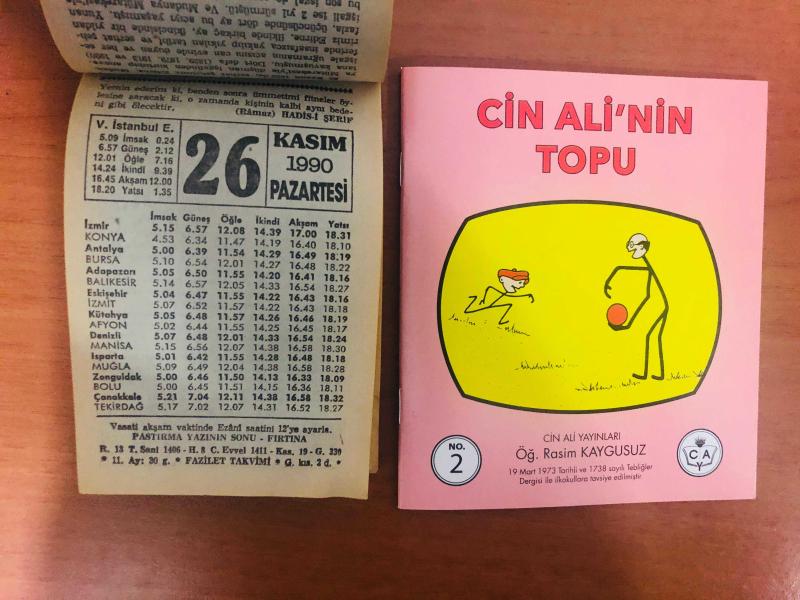 Yemin ederim ki, benden sonra ümmetimi fitneler öy-
lesine saracak ki, o zamanda kişinin kalbi aynı bede-
ni gibi ölecektir.
(Râmuz) HADİS-İ ŞERİF
V. İstanbul E.
5.09 İmsak 0.24
6.57 Güneş 2.12
12.01 Öğle 7.16
14.24 İkindi 9.39
16.45 Akşam 12.00
18.20 Yatsı 1.35
26
KASIM
1990
PAZARTESİ
İmsak Güneş Öğle İkindi Akşam Yatsı
İzmir 5.15 6.57 12.08 14.39 17.00 18.31
KONYA 4.53 6.34 11.47 14.19 16.40 18.10
Antalya 5.00 6.39 11.54 14.29 16.49 18.19
BURSA 5.10 6.54 12.01 14.27 16.48 18.22
Adapazarı 5.05 6.50 11.55 14.20 16.41 18.16
BALIKESİR 5.14 6.57 12.05 14.33 16.54 18.27
Eskişehir 5.04 6.47 11.55 14.22 16.43 18.16
İZMİT 5.07 6.52 11.57 14.22 16.43 18.18
Kütahya 5.05 6.48 11.57 14.26 16.46 18.19
AFYON 5.02 6.44 11.55 14.25 16.45 18.17
Denizli 5.07 6.48 12.01 14.33 16.54 18.24
MANİSA 5.15 6.56 12.07 14.38 16.58 18.30
Isparta 5.01 6.42 11.55 14.28 16.48 18.18
MUĞLA 5.09 6.49 12.04 14.38 16.58 18.28
Zonguldak 5.00 6.46 11.50 14.13 16.33 18.09
BOLU 5.00 6.45 11.51 14.15 16.36 18.11
Çanakkale 5.21 7.04 12.11 14.38 16.58 18.32
TEKİRDAĞ 5.17 7.02 12.07 14.31 16.52 18.27
Vasati akşam vaktinde Ezânî saatini 12'ye ayarla.
PASTIRMA YAZININ SONU - FIRTINA
R. 13 T. Sani 1406 - H. 8 C. Evvel 1411 - Kas. 19 - G. 330
* 11. Ay: 30 g. * FAZİLET TAKVİMİ * G. kıs. 2 d. *
CİN ALİ'NİN
TOPU
NO.
2
CİN ALİ YAYINLARI
Öğ. Rasim KAYGUSUZ
19 Mart 1973 Tarihli ve 1738 sayılı Tebliğler
Dergisi ile ilkokullara tavsiye edilmiştir
C A
Y